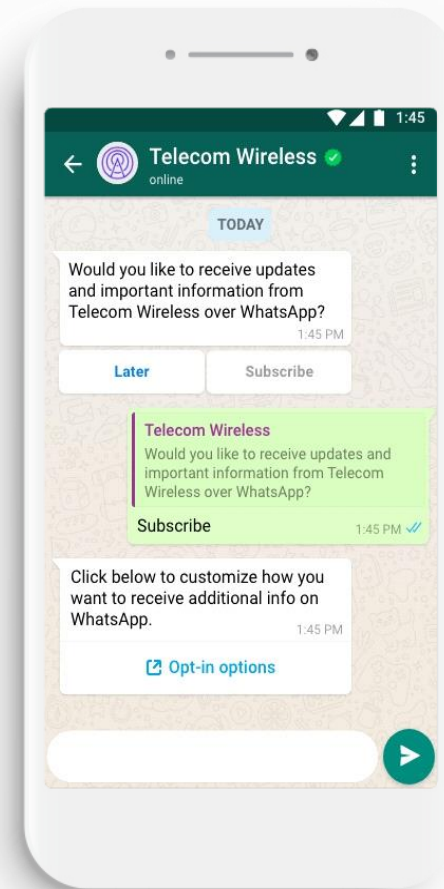 1:45
Telecom Wireless
online
TODAY
Would you like to receive updates
and important information from
Telecom Wireless over WhatsApp?
1:45 PM
Later
Subscribe
Telecom Wireless
Would you like to receive updates and
important information from Telecom
Wireless over WhatsApp?
Subscribe
1:45 PM
Click below to customize how you
want to receive additional info on
WhatsApp.
1:45 PM
Opt-in options